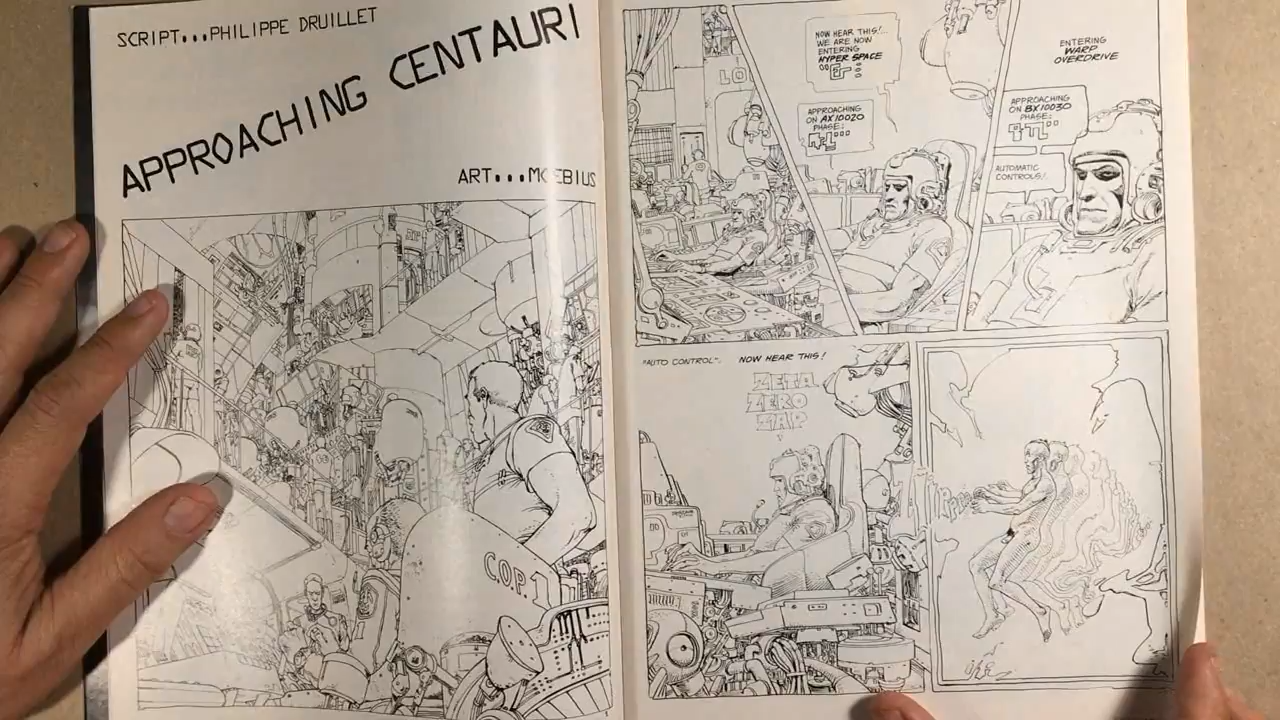 SCRIPT...PHILIPPE DRUILLET
APPROACHING CENTAURI
ART...MOEBIUS
C.O.P. 1
LO
NOW HEAR THIS!...
WE ARE NOW
ENTERING
HYPER SPACE
APPROACHING
ON AX10020
PHASE:
ENTERING
WARP
OVERDRIVE
APPROACHING
ON BX10030
PHASE:
AUTOMATIC
CONTROLS!
"AUTO CONTROL". NOW HEAR THIS!
ZETA
ZERO
ZAP